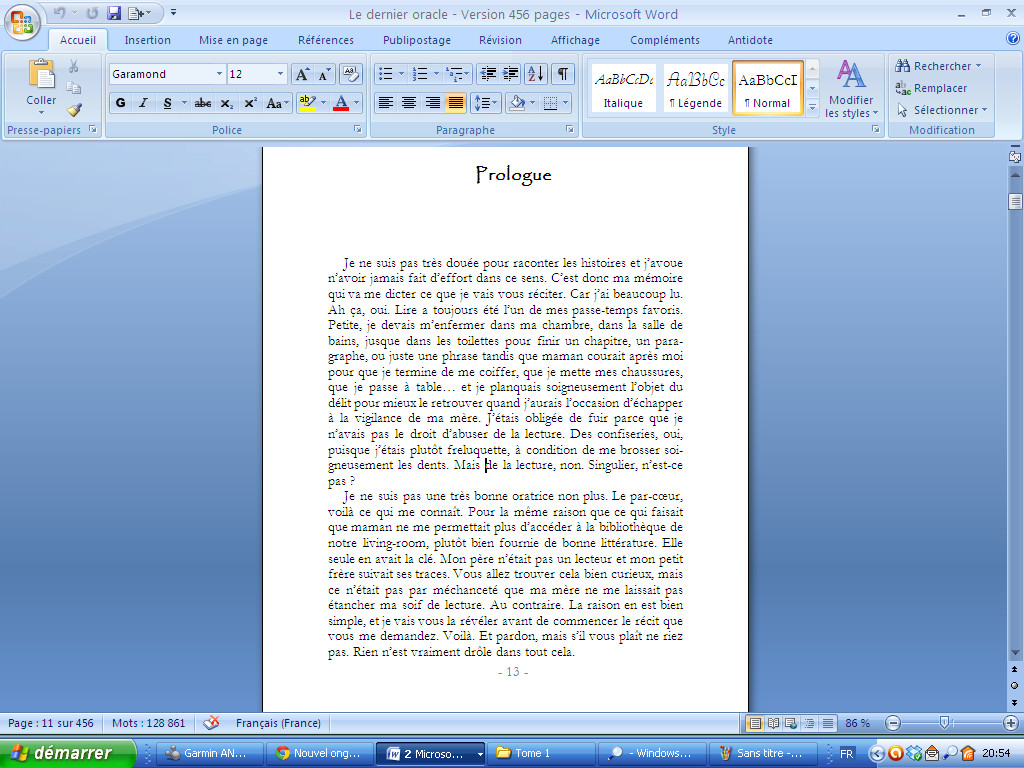 Le dernier oracle - Version 456 pages - Microsoft Word
Accueil Insertion Mise en page Références Publipostage Révision Affichage Compléments Antidote
Coller
Presse-papiers
Garamond 12
G I S abc x₂ x² Aa
Police
Paragraphe
AaBbCcDc AaBbCc AaBbCcI
Italique ¶ Légende ¶ Normal
Modifier les styles
Style
Rechercher
Remplacer
Sélectionner
Modification
Prologue
Je ne suis pas très douée pour raconter les histoires et j’avoue
n’avoir jamais fait d’effort dans ce sens. C’est donc ma mémoire
qui va me dicter ce que je vais vous réciter. Car j’ai beaucoup lu.
Ah ça, oui. Lire a toujours été l’un de mes passe-temps favoris.
Petite, je devais m’enfermer dans ma chambre, dans la salle de
bains, jusque dans les toilettes pour finir un chapitre, un para-
graphe, ou juste une phrase tandis que maman courait après moi
pour que je termine de me coiffer, que je mette mes chaussures,
que je passe à table… et je planquais soigneusement l’objet du
délit pour mieux le retrouver quand j’aurais l’occasion d’échapper
à la vigilance de ma mère. J’étais obligée de fuir parce que je
n’avais pas le droit d’abuser de la lecture. Des confiseries, oui,
puisque j’étais plutôt freluquette, à condition de me brosser soi-
gneusement les dents. Mais de la lecture, non. Singulier, n’est-ce
pas ?
Je ne suis pas une très bonne oratrice non plus. Le par-cœur,
voilà ce qui me connaît. Pour la même raison que ce qui faisait
que maman ne me permettait plus d’accéder à la bibliothèque de
notre living-room, plutôt bien fournie de bonne littérature. Elle
seule en avait la clé. Mon père n’était pas un lecteur et mon petit
frère suivait ses traces. Vous allez trouver cela bien curieux, mais
ce n’était pas par méchanceté que ma mère ne me laissait pas
étancher ma soif de lecture. Au contraire. La raison en est bien
simple, et je vais vous la révéler avant de commencer le récit que
vous me demandez. Voilà. Et pardon, mais s’il vous plaît ne riez
pas. Rien n’est vraiment drôle dans tout cela.
- 13 -
Page : 11 sur 456 Mots : 128 861 Français (France) 86 %
démarrer Garmin AN... Nouvel ong... 2 Microso... Tome 1 - Windows... Sans titre -... FR 20:54